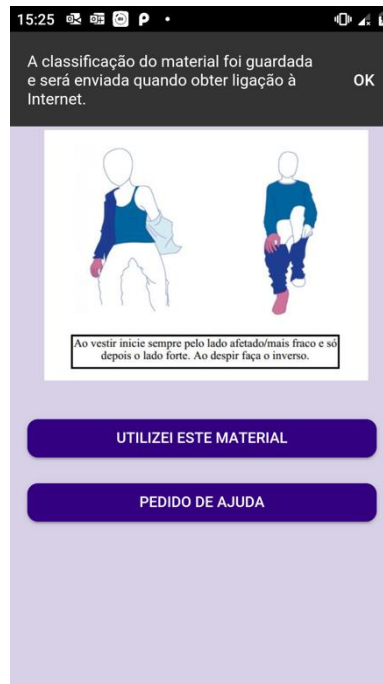 15:25
A classificação do material foi guardada
e será enviada quando obter ligação à
Internet.
OK
Ao vestir inicie sempre pelo lado afetado/mais fraco e só
depois o lado forte. Ao despir faça o inverso.
UTILIZEI ESTE MATERIAL
PEDIDO DE AJUDA